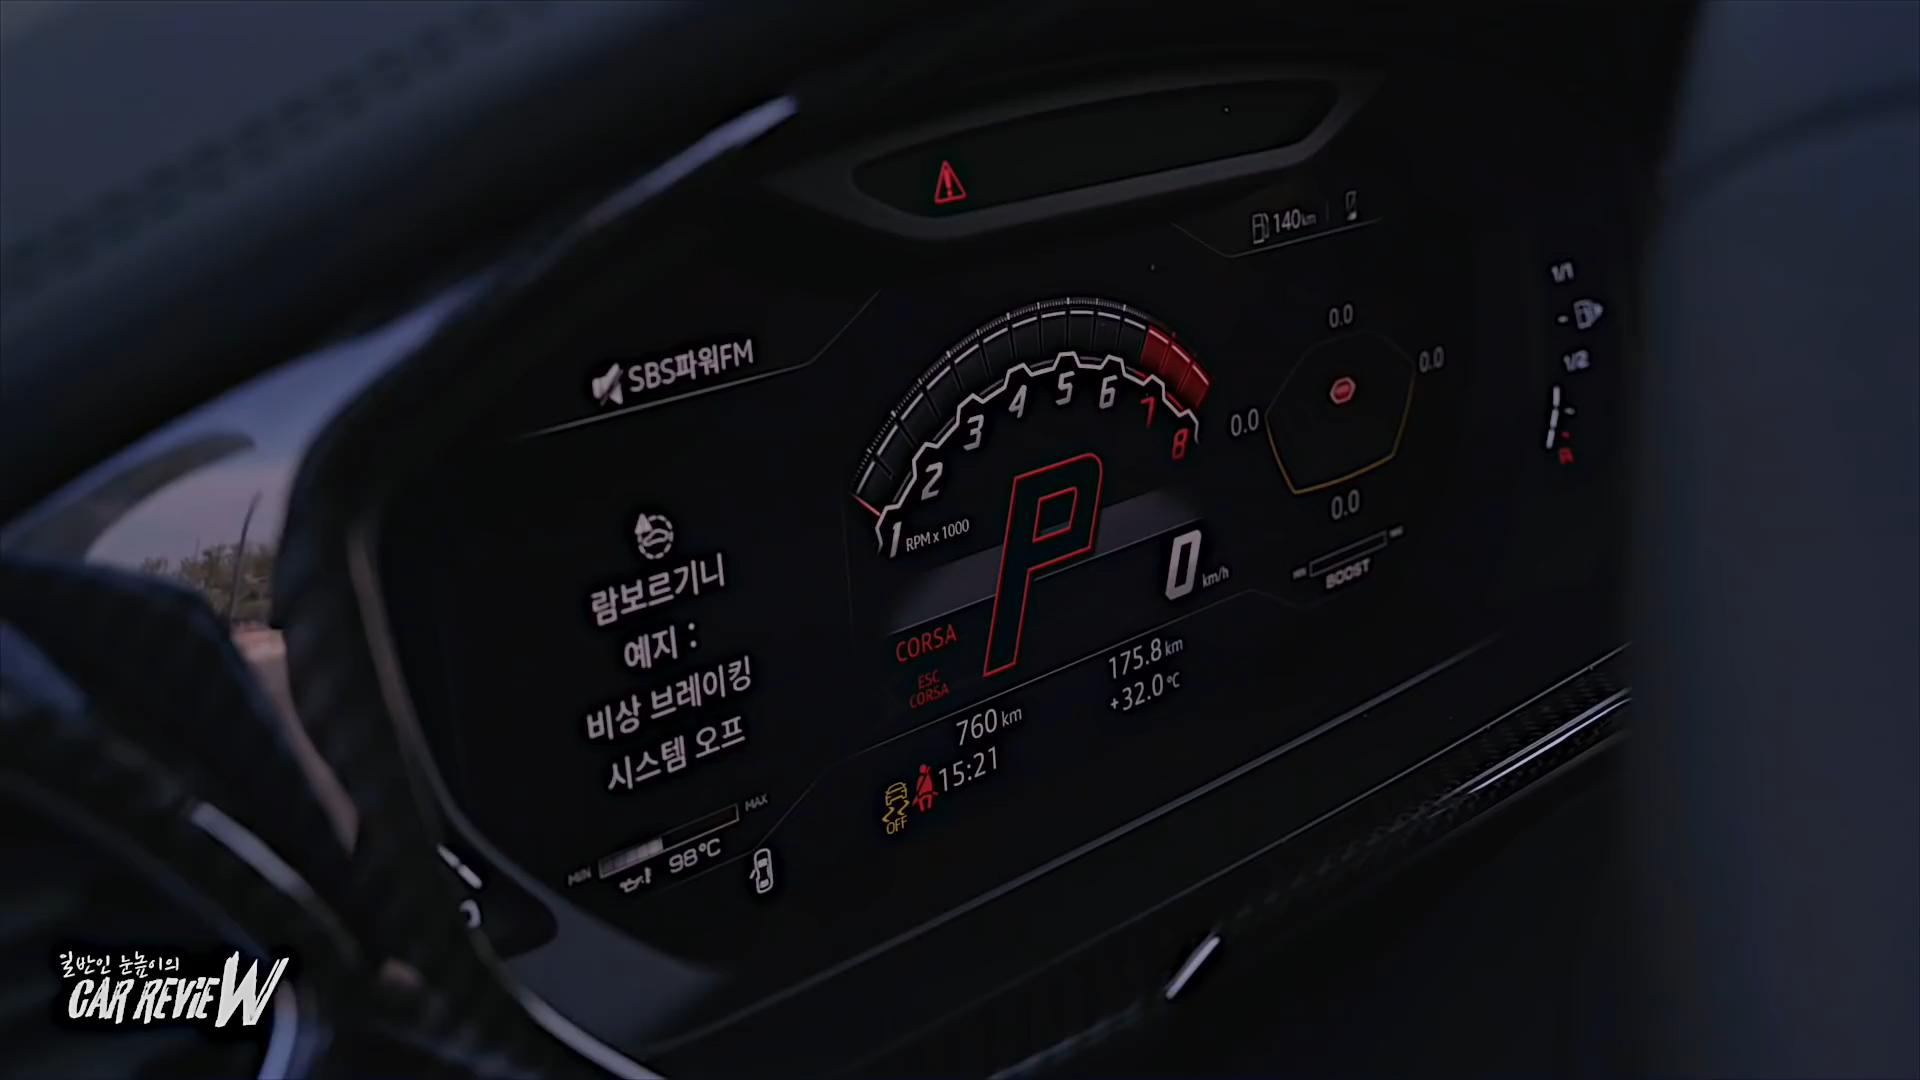 140km
SBS파워FM
1/1
1/2
R
0.0
0.0
0.0
0.0
1 2 3 4 5 6 7 8
RPM x 1000
P
0 km/h
MIN
BOOST
람보르기니
예지 :
비상 브레이킹
시스템 오프
CORSA
ESC
CORSA
175.8 km
+32.0 °C
760 km
15:21
OFF
MIN
MAX
98°C
일반인 눈높이의
CAR REVIEW